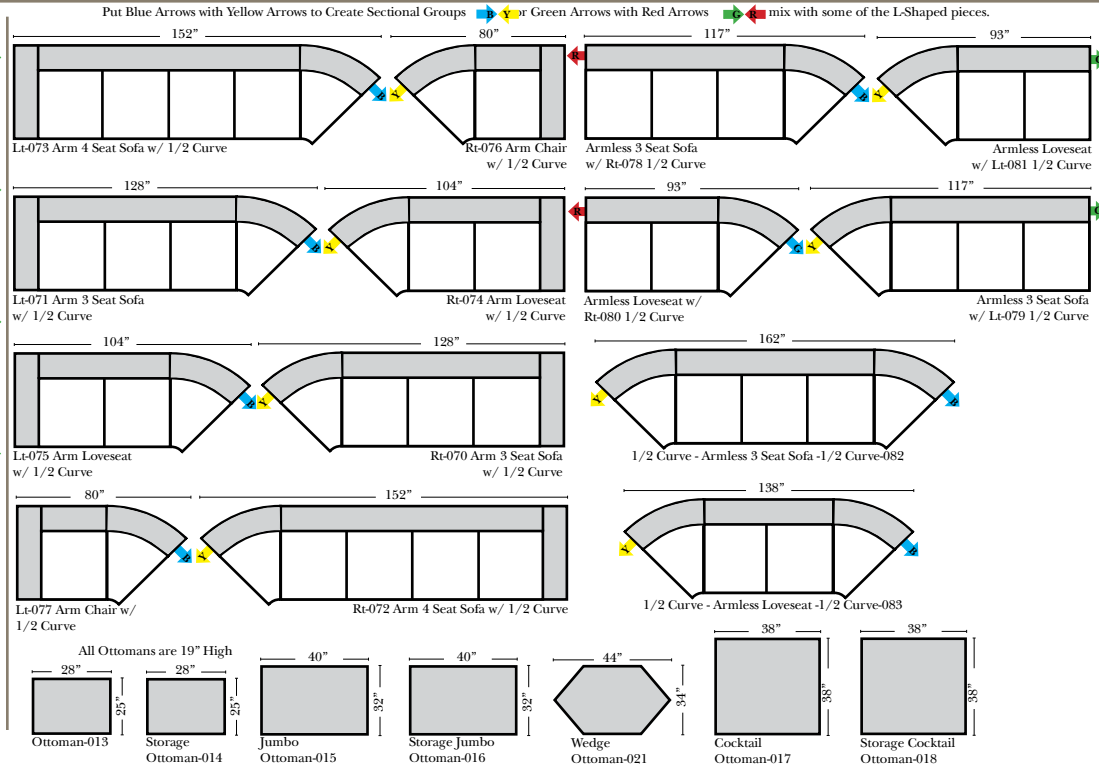 Put Blue Arrows with Yellow Arrows to Create Sectional Groups B Y or Green Arrows with Red Arrows G R mix with some of the L-Shaped pieces.
152” 80” 117” 93”
R
B Y B Y
Lt-073 Arm 4 Seat Sofa w/ 1/2 Curve
Rt-076 Arm Chair
w/ 1/2 Curve
Armless 3 Seat Sofa
w/ Rt-078 1/2 Curve
Armless Loveseat
w/ Lt-081 1/2 Curve
128” 104” 93” 117”
R G
B Y G Y
Lt-071 Arm 3 Seat Sofa
w/ 1/2 Curve
Rt-074 Arm Loveseat
w/ 1/2 Curve
Armless Loveseat w/
Rt-080 1/2 Curve
Armless 3 Seat Sofa
w/ Lt-079 1/2 Curve
104” 128” 162”
B Y Y B
Lt-075 Arm Loveseat
w/ 1/2 Curve
Rt-070 Arm 3 Seat Sofa
w/ 1/2 Curve
1/2 Curve - Armless 3 Seat Sofa -1/2 Curve-082
80” 152” 138”
B Y Y B
Lt-077 Arm Chair w/
1/2 Curve
Rt-072 Arm 4 Seat Sofa w/ 1/2 Curve
1/2 Curve - Armless Loveseat -1/2 Curve-083
All Ottomans are 19” High
28” 28” 40” 40” 44” 38” 38”
25” 25” 32” 32” 34” 38” 38”
Ottoman-013
Storage
Ottoman-014
Jumbo
Ottoman-015
Storage Jumbo
Ottoman-016
Wedge
Ottoman-021
Cocktail
Ottoman-017
Storage Cocktail
Ottoman-018